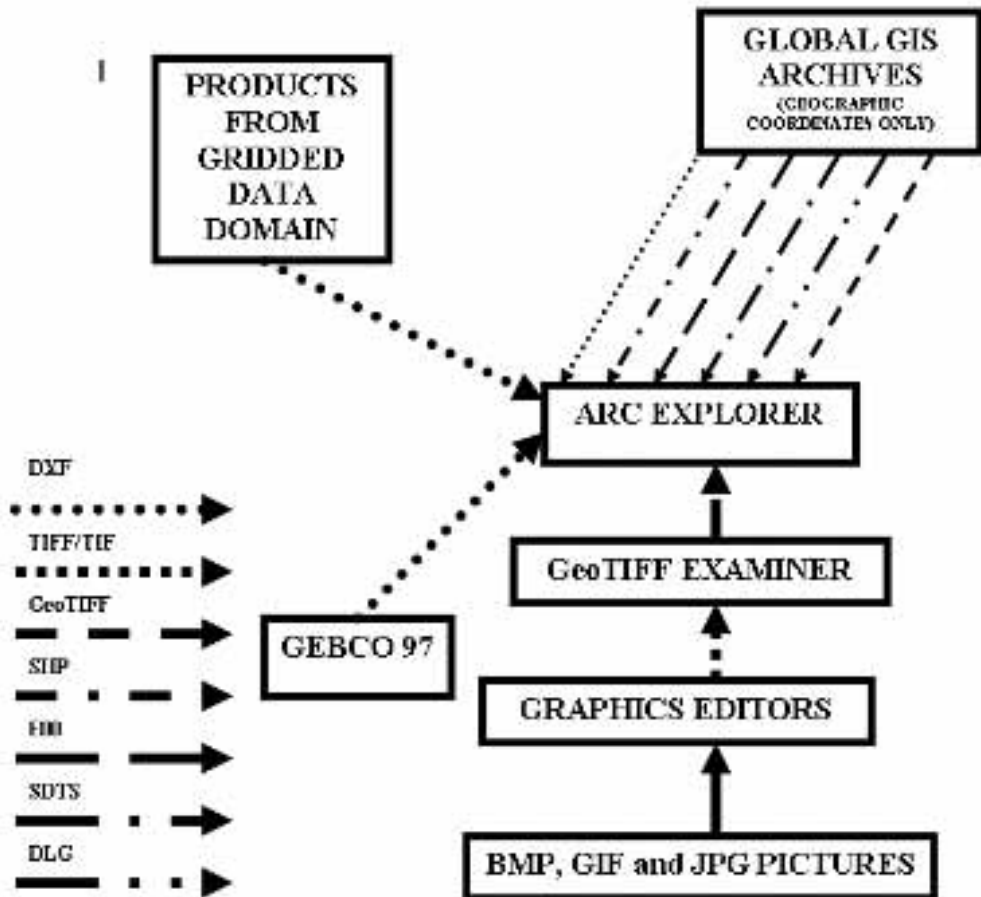 PRODUCTS
FROM
GRIDDED
DATA
DOMAIN
GLOBAL GIS
ARCHIVES
(GEOGRAPHIC
COORDINATES ONLY)
ARC EXPLORER
GeoTIFF EXAMINER
GEBCO 97
GRAPHICS EDITORS
BMP, GIF and JPG PICTURES
DXF
TIFF/TIF
GeoTIFF
SHP
E00
SDTS
DLG